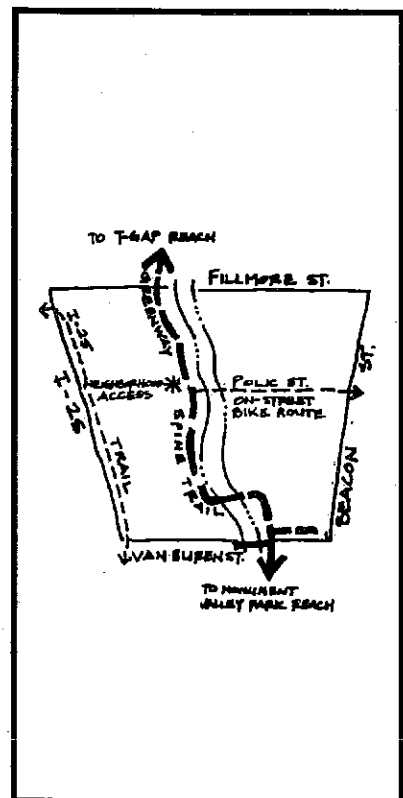 TO T-GAP REACH
FILLMORE ST.
GREENWAY
I-25
TRAIL
I-25
NEIGHBORHOOD
ACCESS
SPINE
TRAIL
POLK ST.
ON-STREET
BIKE ROUTE
BEACON
ST.
VAN BUREN ST.
TO MONUMENT
VALLEY PARK REACH